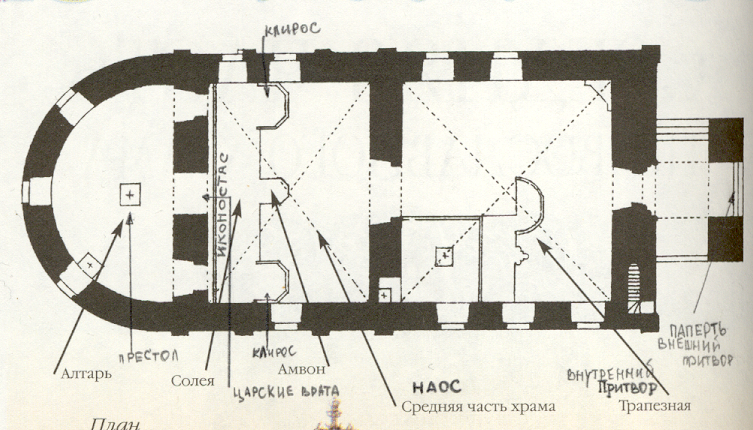 КЛИРОС
ИКОНОСТАС
Алтарь
ПРЕСТОЛ
Солея
КЛИРОС
Амвон
ЦАРСКИЕ ВРАТА
НАОС
Средняя часть храма
ВНУТРЕННИЙ
ПРИТВОР
Трапезная
ПАПЕРТЬ
ВНЕШНИЙ
ПРИТВОР
План